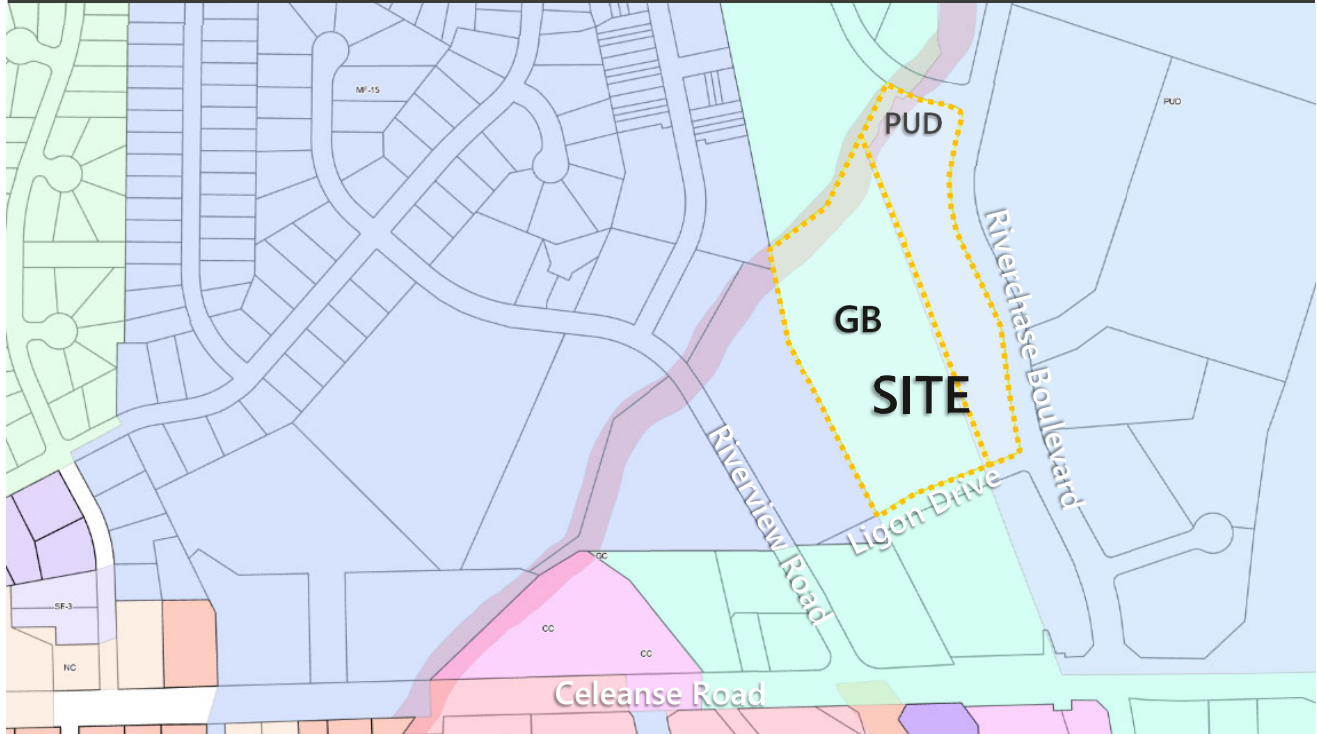 MF-15
PUD
PUD
Riverchase Boulevard
GB
SITE
Riverview Road
Ligon Drive
GC
CC
SF-3
CC
NC
Celeanse Road